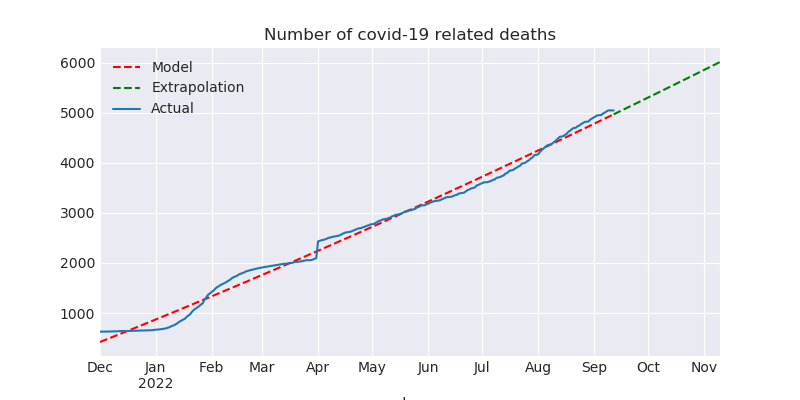 Number of covid-19 related deaths
6000
5000
4000
3000
2000
1000
Model
Extrapolation
Actual
Dec Jan Feb Mar Apr May Jun Jul Aug Sep Oct Nov
2022